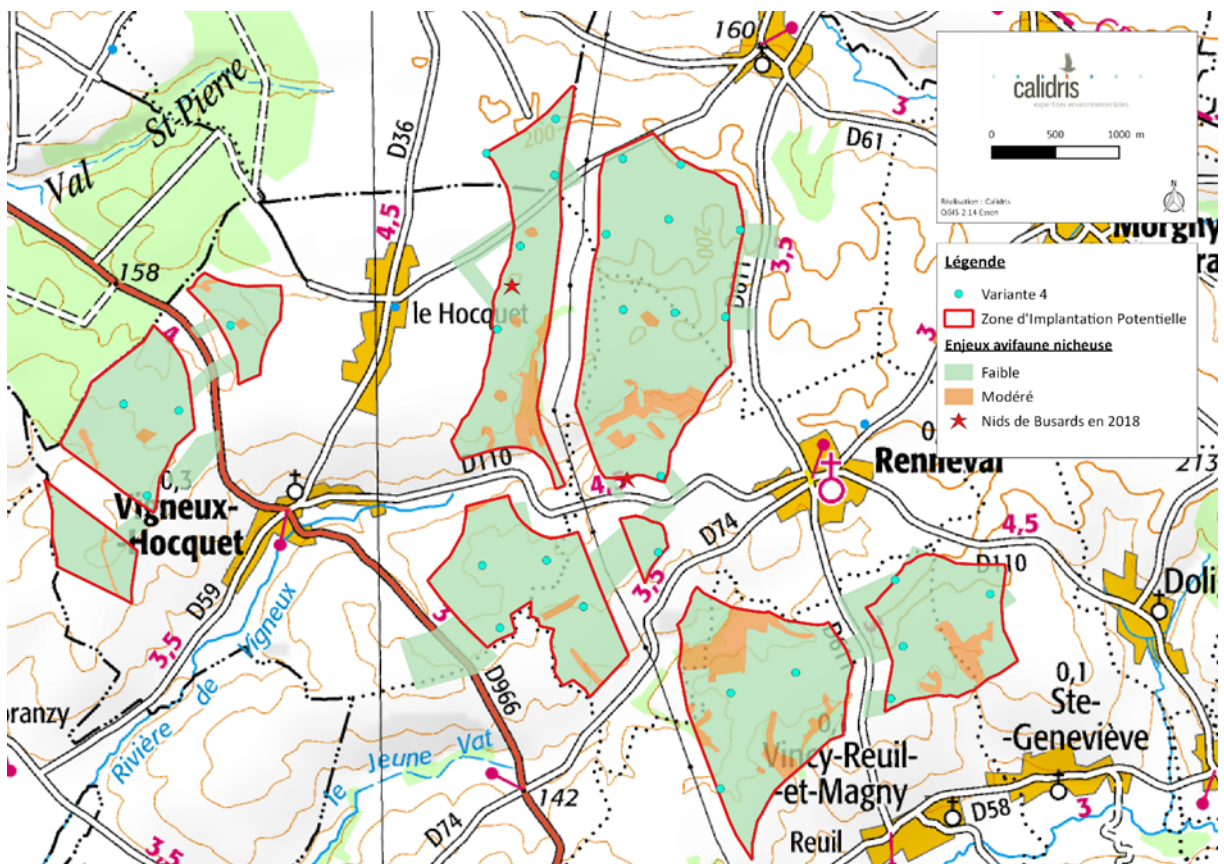 160
St-Pierre
Val
D36
4,5
200
D61
3
158
4
le Hocquet
200
D611
3,5
3
calidris
expertises environnementales
0 500 1000 m
N
Réalisation : Calidris
QGIS 2.14 Essen
Légende
Variante 4
Zone d'Implantation Potentielle
Enjeux avifaune nicheuse
Faible
Modéré
Nids de Busards en 2018
D110
4,5
Renneval
213
0,3
Vigneux-
-Hocquet
D59
3,5
Rivière de Vigneux
3
D966
3,5
D74
4,5
D110
Doli
D611
0,1
Ste-
-Geneviève
ranzy
le Jeune Vat
142
D74
3,5
Vincy-Reuil-
-et-Magny
Reuil
D58
3